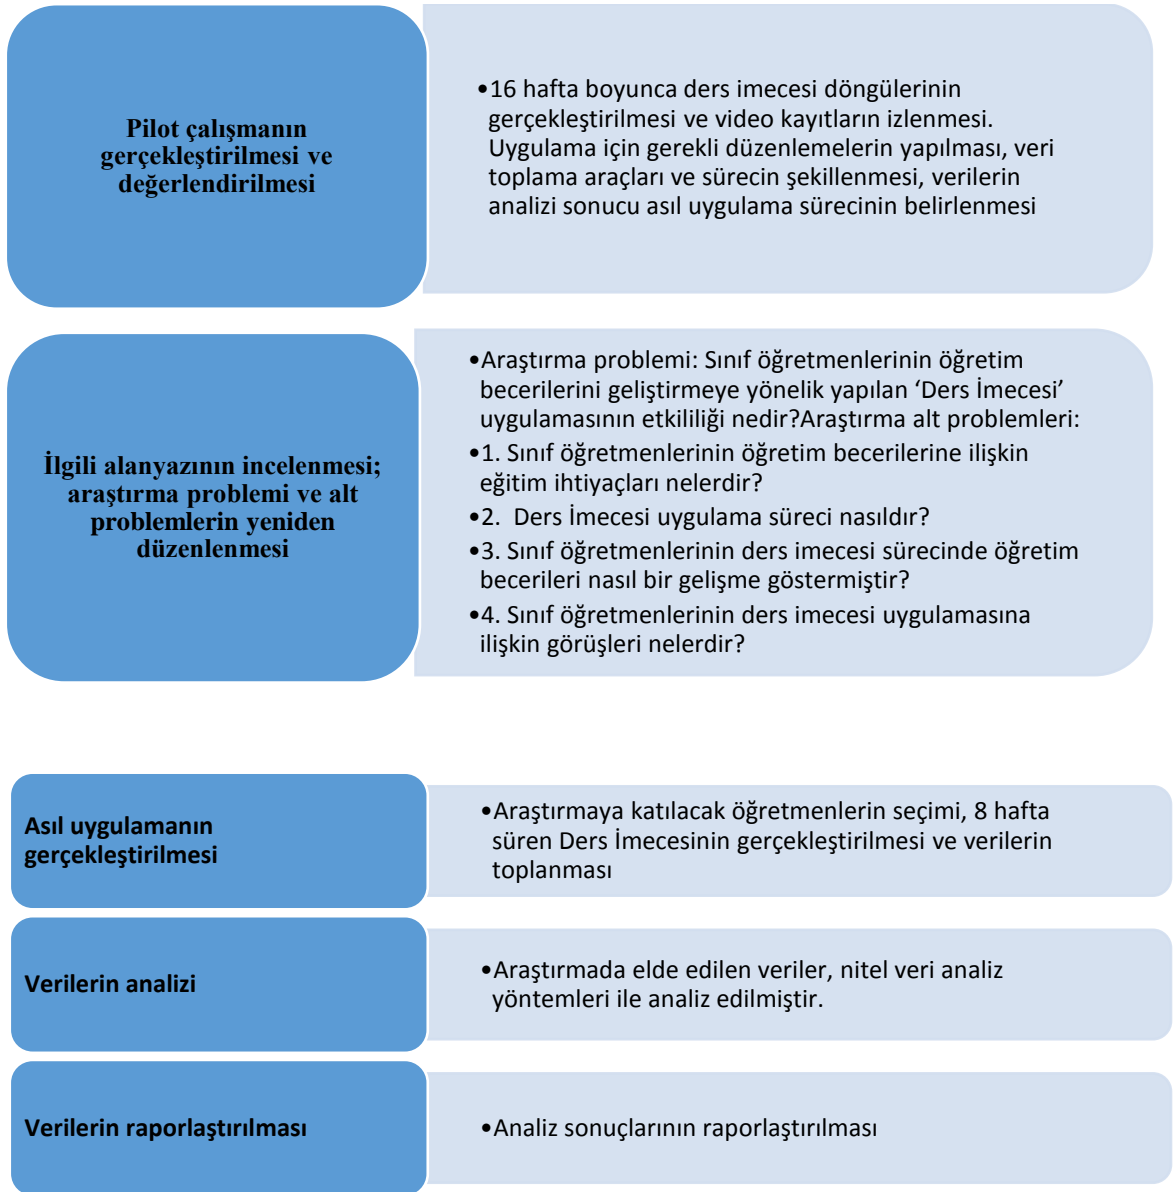 Pilot çalışmanın
gerçekleştirilmesi ve
değerlendirilmesi
•16 hafta boyunca ders imecesi döngülerinin
gerçekleştirilmesi ve video kayıtların izlenmesi.
Uygulama için gerekli düzenlemelerin yapılması, veri
toplama araçları ve sürecin şekillenmesi, verilerin
analizi sonucu asıl uygulama sürecinin belirlenmesi
İlgili alanyazının incelenmesi;
araştırma problemi ve alt
problemlerin yeniden
düzenlenmesi
•Araştırma problemi: Sınıf öğretmenlerinin öğretim
becerilerini geliştirmeye yönelik yapılan ‘Ders İmecesi’
uygulamasının etkililiği nedir?Araştırma alt problemleri:
•1. Sınıf öğretmenlerinin öğretim becerilerine ilişkin
eğitim ihtiyaçları nelerdir?
•2.  Ders İmecesi uygulama süreci nasıldır?
•3. Sınıf öğretmenlerinin ders imecesi sürecinde öğretim
becerileri nasıl bir gelişme göstermiştir?
•4. Sınıf öğretmenlerinin ders imecesi uygulamasına
ilişkin görüşleri nelerdir?
Asıl uygulamanın
gerçekleştirilmesi
•Araştırmaya katılacak öğretmenlerin seçimi, 8 hafta
süren Ders İmecesinin gerçekleştirilmesi ve verilerin
toplanması
Verilerin analizi
•Araştırmada elde edilen veriler, nitel veri analiz
yöntemleri ile analiz edilmiştir.
Verilerin raporlaştırılması
•Analiz sonuçlarının raporlaştırılması